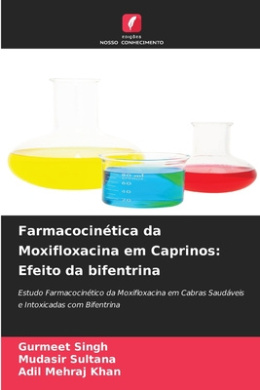 edições
NOSSO CONHECIMENTO
Farmacocinética da
Moxifloxacina em Caprinos:
Efeito da bifentrina
Estudo Farmacocinético da Moxifloxacina em Cabras Saudáveis
e Intoxicadas com Bifentrina
Gurmeet Singh
Mudasir Sultana
Adil Mehraj Khan